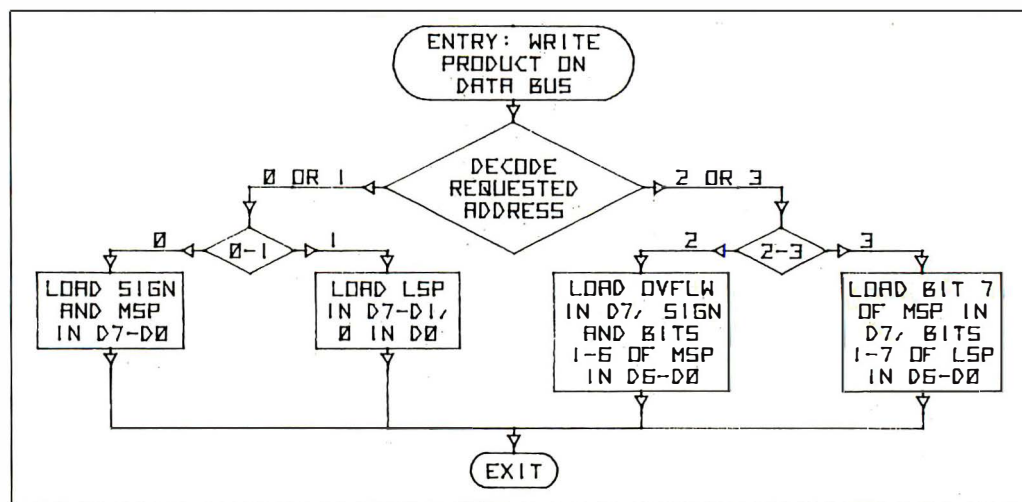 ENTRY: WRITE
PRODUCT ON
DATA BUS
DECODE
REQUESTED
ADDRESS
0 OR 1
2 OR 3
0
0-1
1
2
2-3
3
LOAD SIGN
AND MSP
IN D7-D0
LOAD LSP
IN D7-D1,
0 IN D0
LOAD OVFLW
IN D7, SIGN
AND BITS
1-6 OF MSP
IN D6-D0
LOAD BIT 7
OF MSP IN
D7, BITS
1-7 OF LSP
IN D6-D0
EXIT